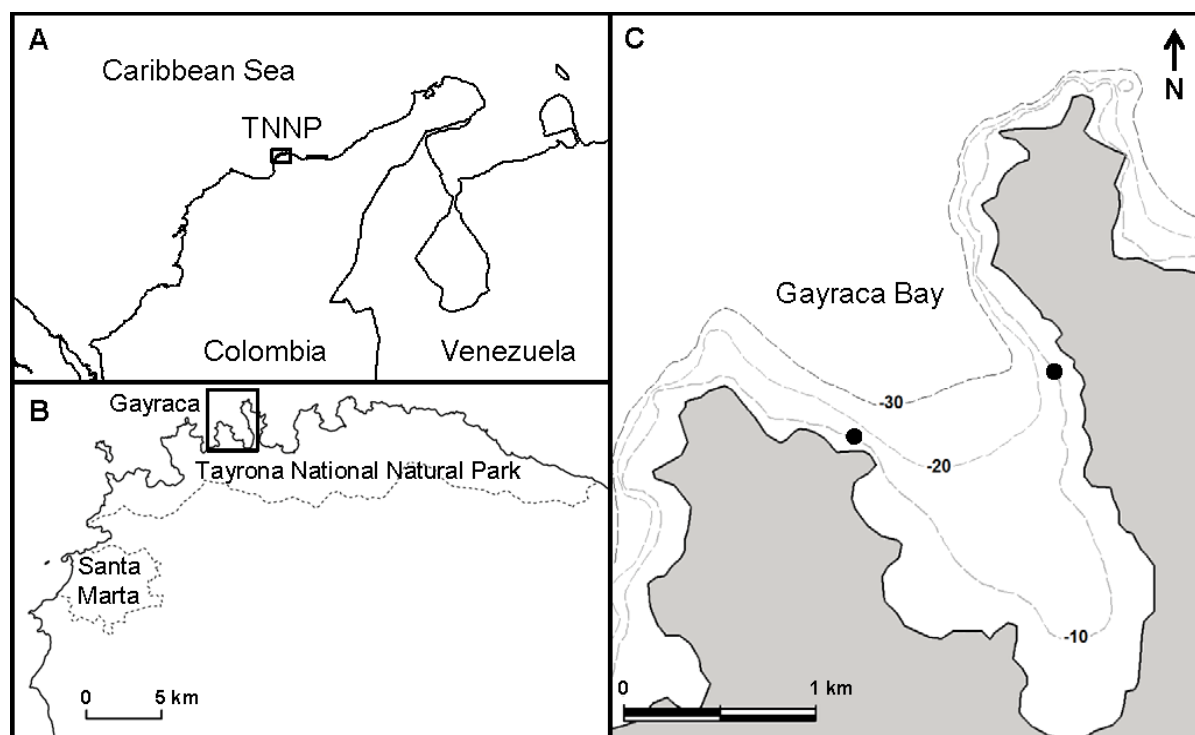 A
Caribbean Sea
TNNP
Colombia
Venezuela
B
Gayraca
Tayrona National Natural Park
Santa
Marta
0 5 km
C
N
Gayraca Bay
-30
-20
-10
0 1 km